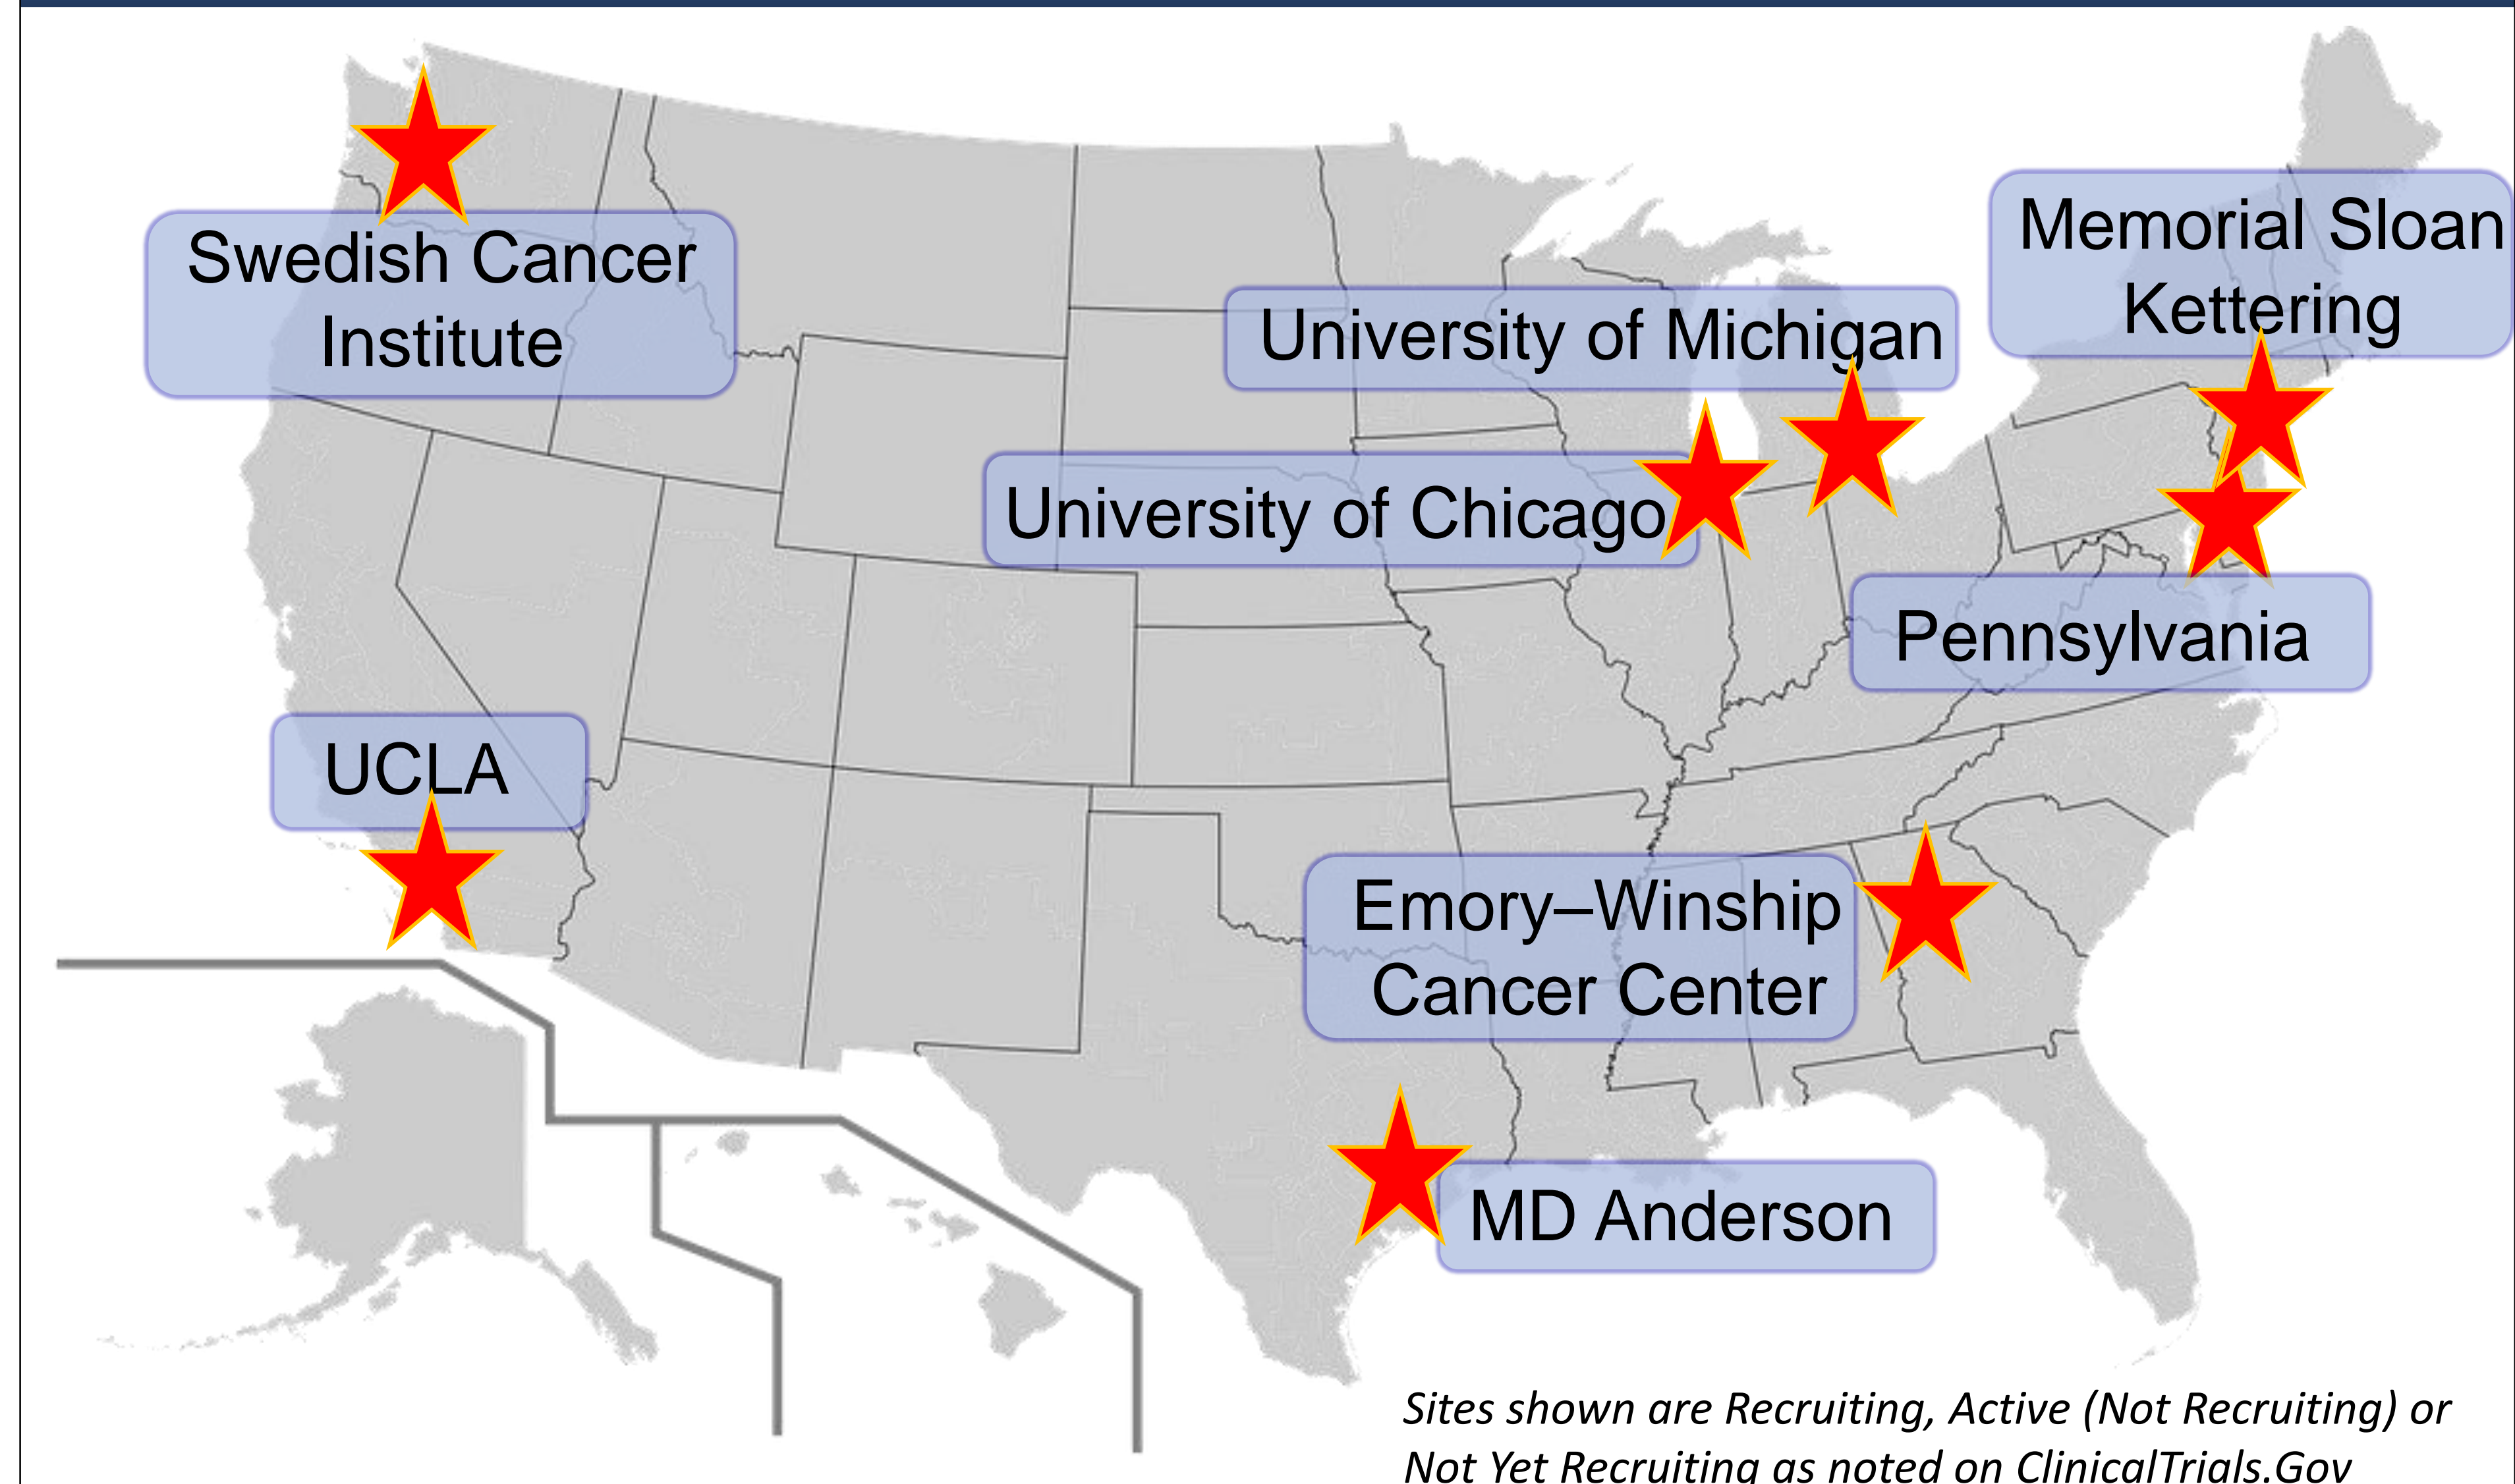 Swedish Cancer
Institute
Memorial Sloan
Kettering
University of Michigan
University of Chicago
Pennsylvania
UCLA
Emory–Winship
Cancer Center
MD Anderson
Sites shown are Recruiting, Active (Not Recruiting) or
Not Yet Recruiting as noted on ClinicalTrials.Gov